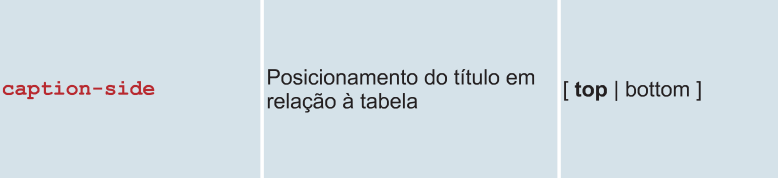 caption-side
Posicionamento do título em
relação à tabela
[ top | bottom ]